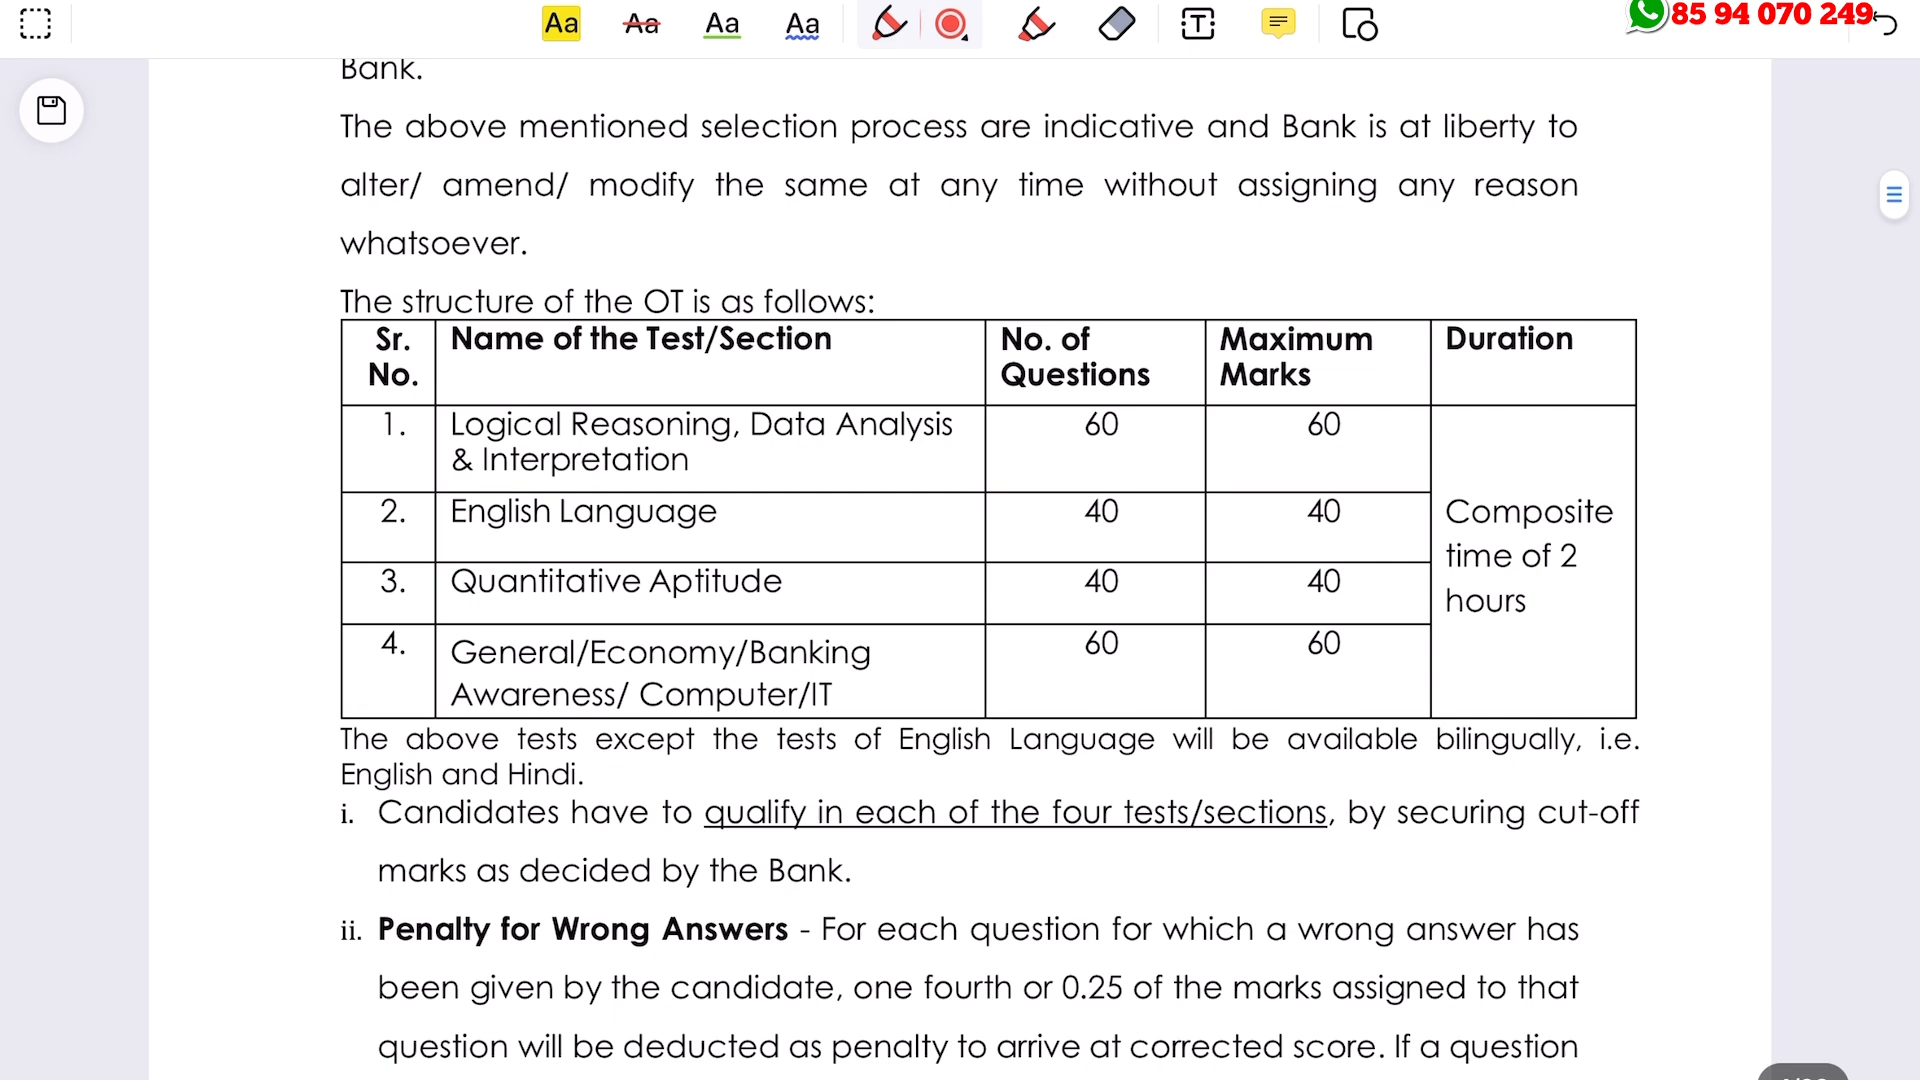 Aa Aa Aa Aa
85 94 070 249
Bank.
The above mentioned selection process are indicative and Bank is at liberty to
alter/ amend/ modify the same at any time without assigning any reason
whatsoever.
The structure of the OT is as follows:
Sr. No. Name of the Test/Section No. of Questions Maximum Marks Duration
1. Logical Reasoning, Data Analysis & Interpretation 60 60
2. English Language 40 40
Composite time of 2 hours
3. Quantitative Aptitude 40 40
4. General/Economy/Banking Awareness/ Computer/IT 60 60
The above tests except the tests of English Language will be available bilingually, i.e.
English and Hindi.
i. Candidates have to qualify in each of the four tests/sections, by securing cut-off
marks as decided by the Bank.
ii. Penalty for Wrong Answers - For each question for which a wrong answer has
been given by the candidate, one fourth or 0.25 of the marks assigned to that
question will be deducted as penalty to arrive at corrected score. If a question